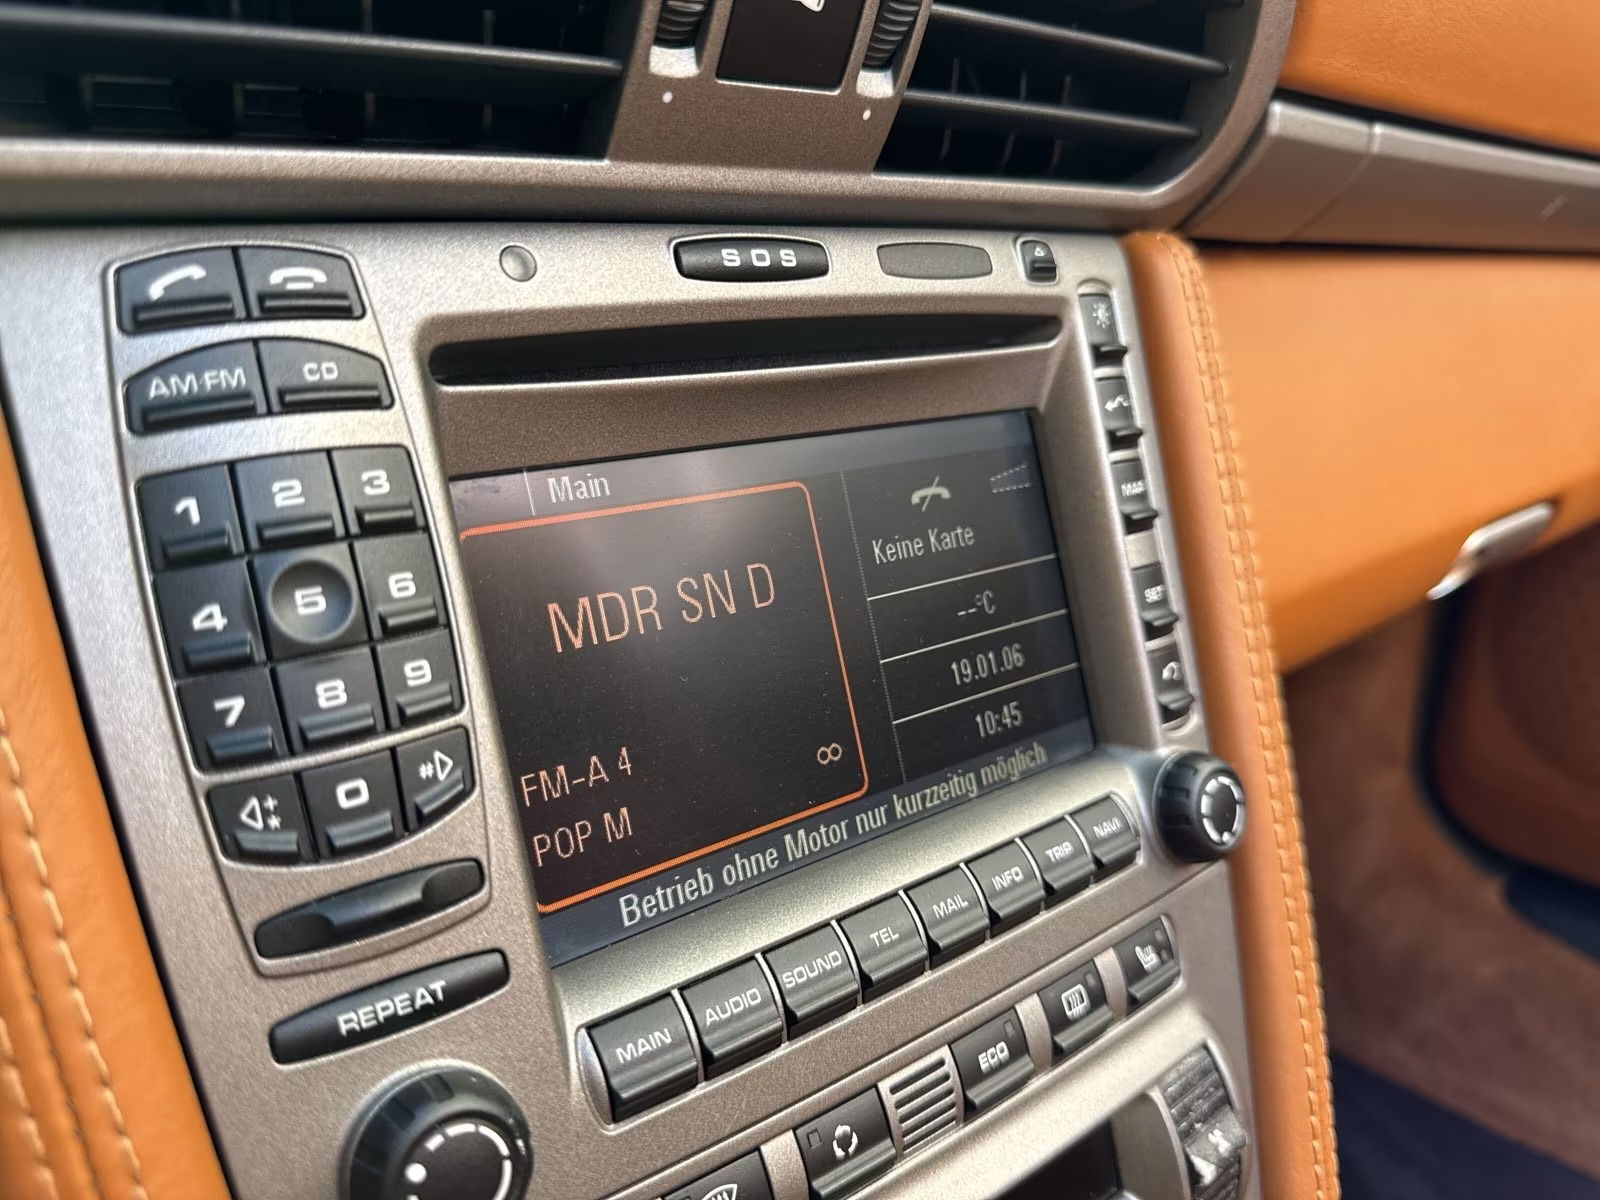 SOS
AM·FM
CD
1
2
3
4
5
6
7
8
9
+
*
0
#
REPEAT
Main
MDR SN D
FM-A 4
∞
POP M
Keine Karte
--°C
19.01.06
10:45
Betrieb ohne Motor nur kurzzeitig möglich
MAP
SET
MAIN
AUDIO
SOUND
TEL
MAIL
INFO
TRIP
NAVI
ECO